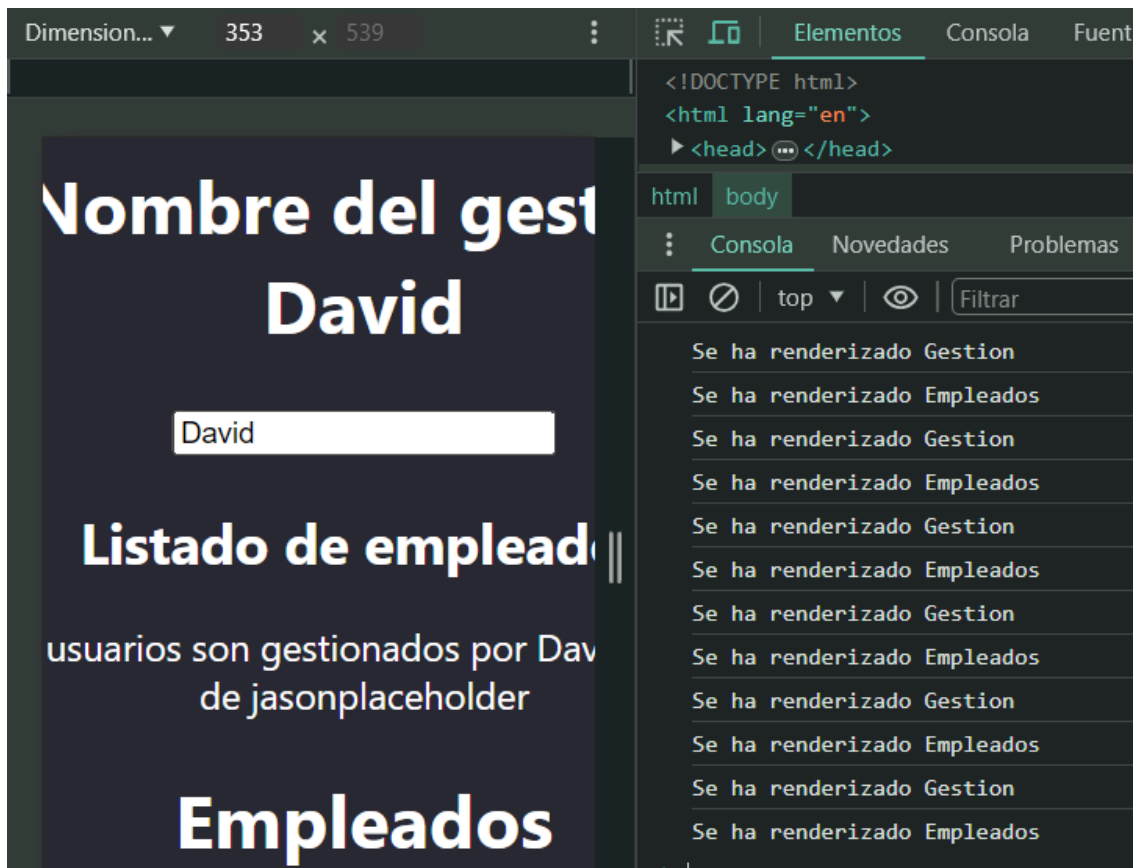 Dimension... ▼ 353 × 539
Nombre del gest
David
David
Listado de emplead
usuarios son gestionados por Dav
de jasonplaceholder
Empleados
Elementos Consola Fuent
<!DOCTYPE html>
<html lang="en">
▶ <head> ••• </head>
html body
Consola Novedades Problemas
top ▼ Filtrar
Se ha renderizado Gestion
Se ha renderizado Empleados
Se ha renderizado Gestion
Se ha renderizado Empleados
Se ha renderizado Gestion
Se ha renderizado Empleados
Se ha renderizado Gestion
Se ha renderizado Empleados
Se ha renderizado Gestion
Se ha renderizado Empleados
Se ha renderizado Gestion
Se ha renderizado Empleados